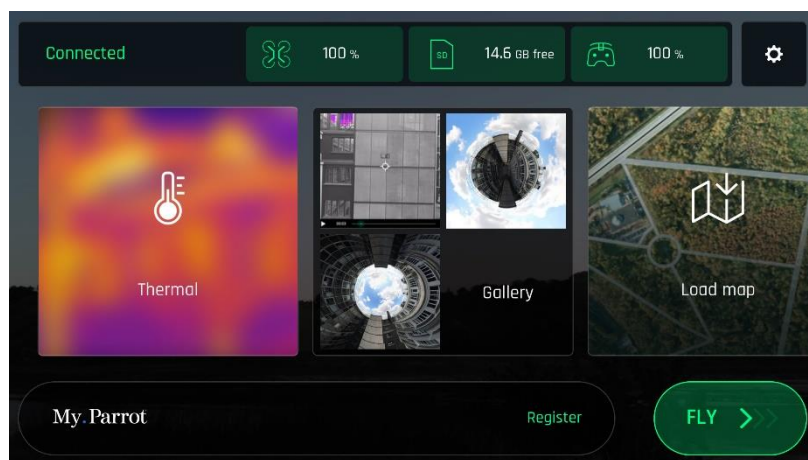 Connected
100 %
SD
14.6 GB free
100 %
Thermal
Gallery
Load map
My.Parrot
Register
FLY